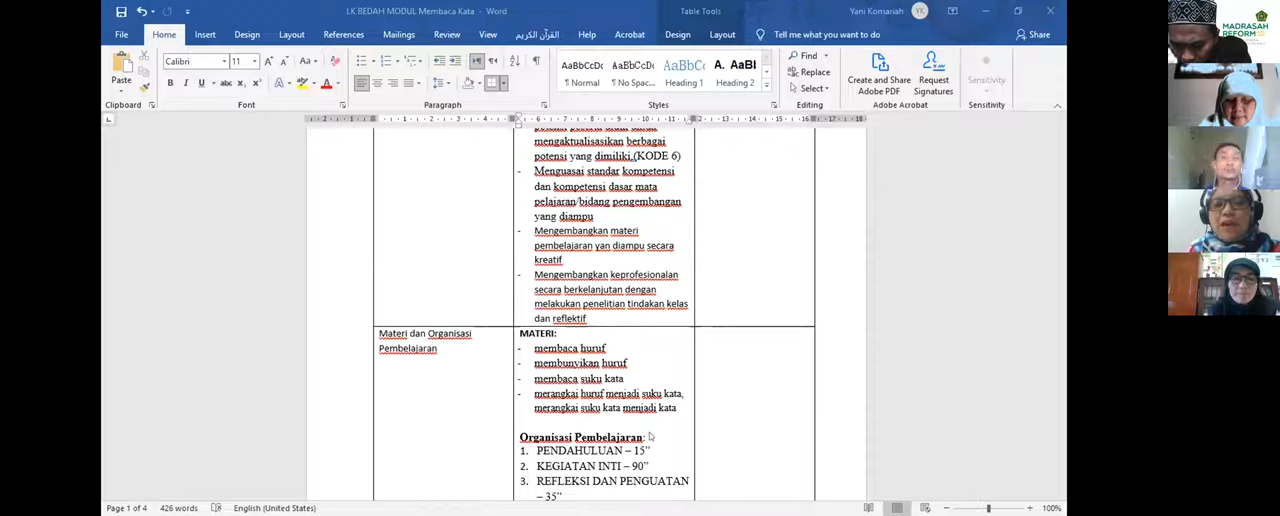 LK BEDAH MODUL Membaca Kata - Word
Table Tools
Yani Komariah
YK
File
Home
Insert
Design
Layout
References
Mailings
Review
View
القرآن الكريم
Help
Acrobat
Design
Layout
Tell me what you want to do
Share
Paste
Calibri
11
Find
Replace
Select
AaBbCcDc
¶ Normal
AaBbCcDc
¶ No Spac...
AaBbCc
Heading 1
A. AaBI
Heading 2
Create and Share
Adobe PDF
Request
Signatures
Sensitivity
Clipboard
Font
Paragraph
Styles
Editing
Adobe Acrobat
Sensitivity
mengaktualisasikan berbagai
potensi yang dimiliki, (KODE 6)
- Menguasai standar kompetensi
dan kompetensi dasar mata
pelajaran/bidang pengembangan
yang diampu
- Mengembangkan materi
pembelajaran yan diampu secara
kreatif
- Mengembangkan keprofesionalan
secara berkelanjutan dengan
melakukan penelitian tindakan kelas
dan reflektif
Materi dan Organisasi
Pembelajaran
MATERI:
- membaca huruf
- membunyikan huruf
- membaca suku kata
- merangkai huruf menjadi suku kata,
merangkai suku kata menjadi kata
Organisasi Pembelajaran:
1. PENDAHULUAN – 15”
2. KEGIATAN INTI – 90”
3. REFLEKSI DAN PENGUATAN
– 35”
Page 1 of 4
426 words
English (United States)
100%
MADRASAH
REFORM